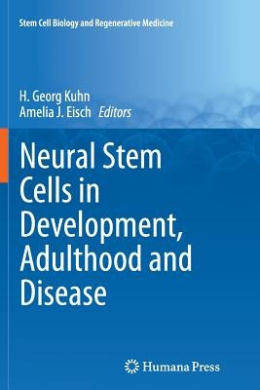 Stem Cell Biology and Regenerative Medicine
H. Georg Kuhn
Amelia J. Eisch Editors
Neural Stem
Cells in
Development,
Adulthood and
Disease
Humana Press